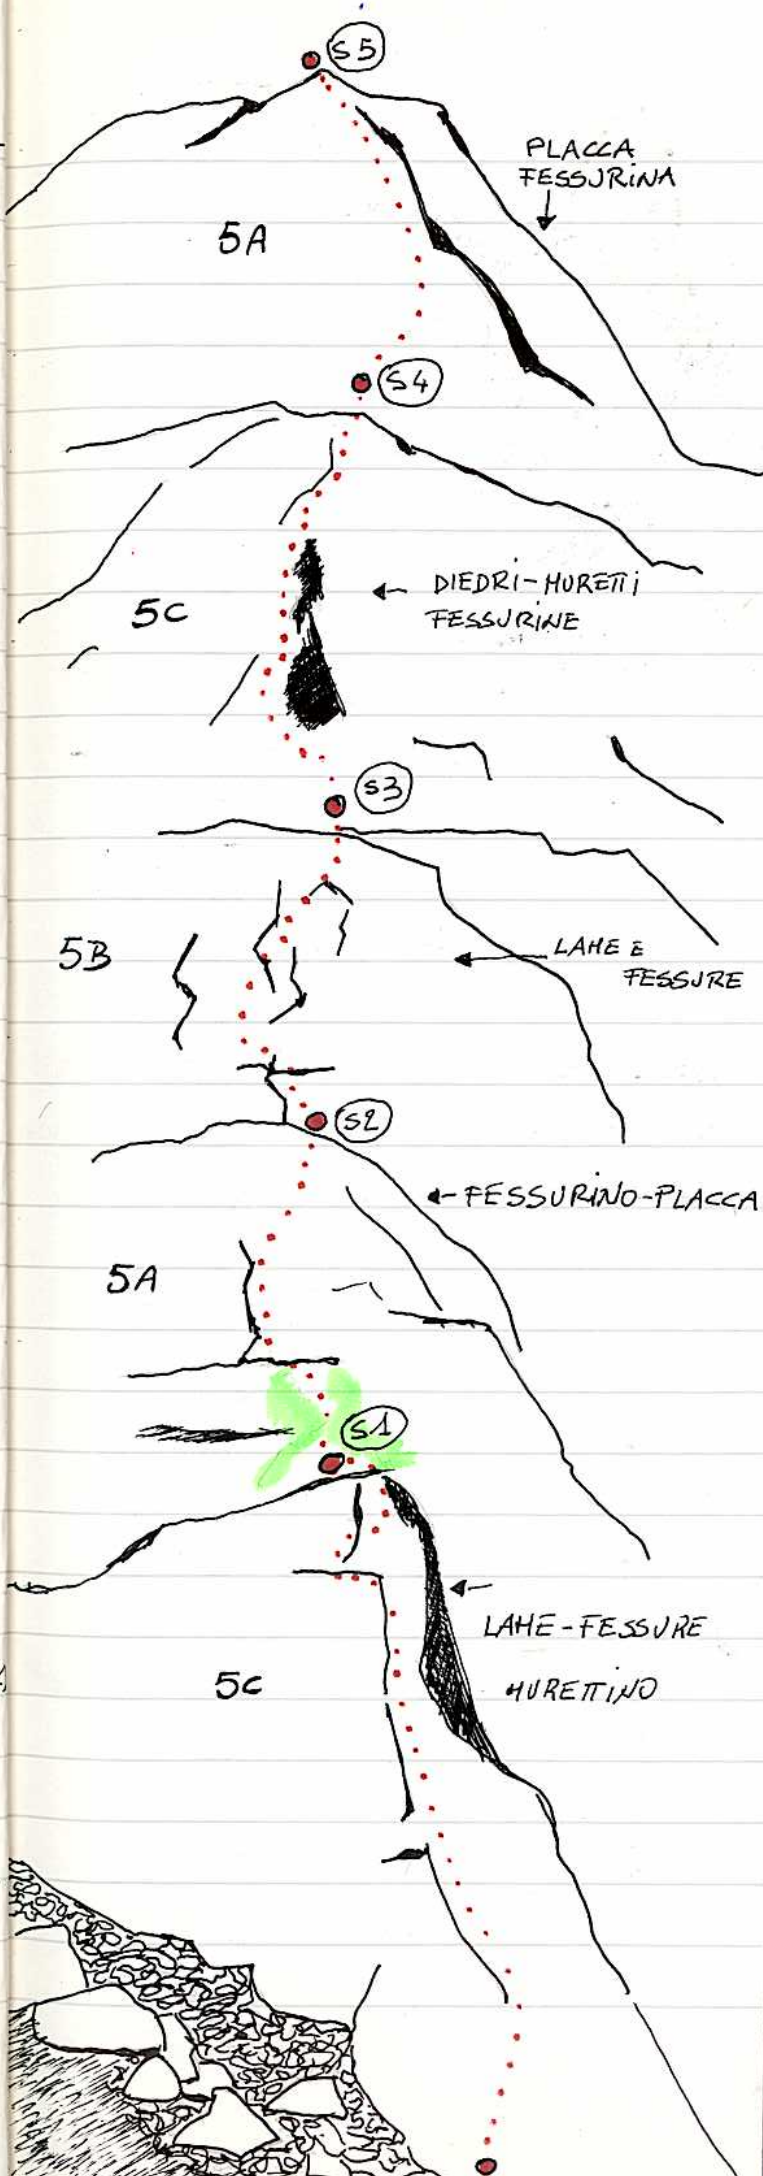 S5
PLACCA
FESSURINA
5A
S4
DIEDRI-MURETTI
FESSURINE
5C
S3
5B
LAME E
FESSURE
S2
FESSURINO-PLACCA
5A
S1
LAME-FESSURE
5C
MURETTINO